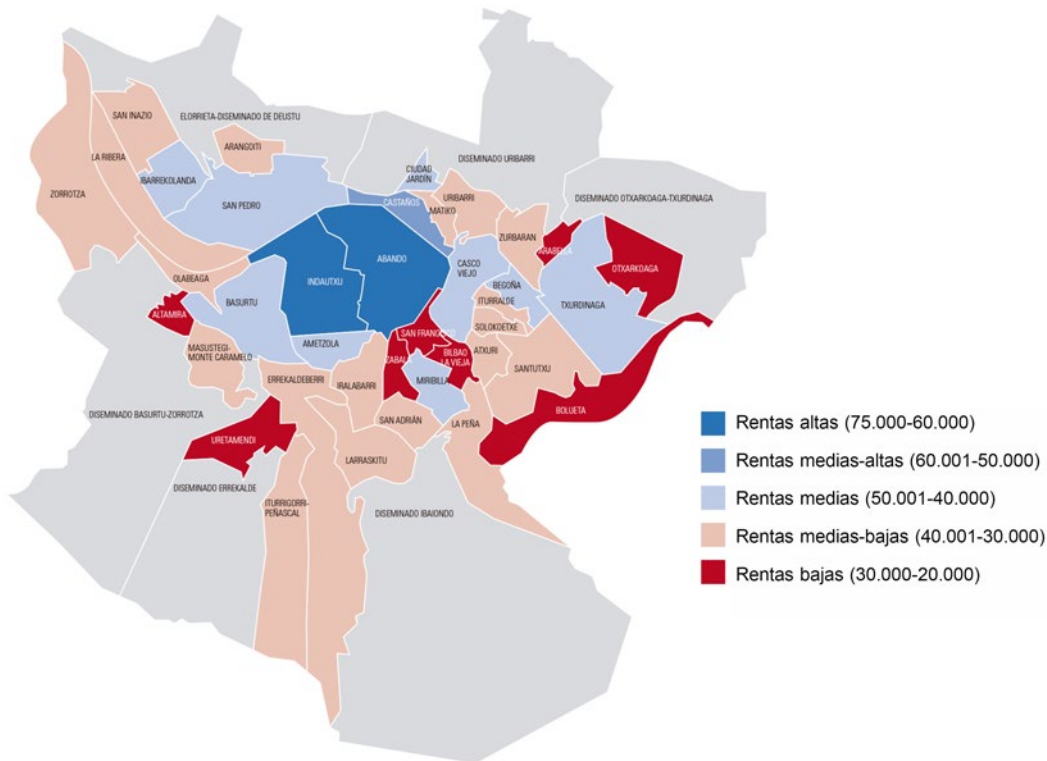 SAN INAZIO
ELORRIETA-DISEMINADO DE DEUSTU
ARANGOITI
LA RIBERA
IBARREKOLANDA
CIUDAD
JARDÍN
DISEMINADO URIBARRI
ZORROTZA
SAN PEDRO
CASTAÑOS
URIBARRI
MATIKO
DISEMINADO OTXARKOAGA-TXURDINAGA
ZURBARAN
ARABELLA
OTXARKOAGA
OLABEAGA
BASURTU
INDAUTXU
ABANDO
CASCO
VIEJO
BEGOÑA
TXURDINAGA
ITURRALDE
ALTAMIRA
SOLOKOETXE
SAN FRANCISCO
AMETZOLA
MASUSTEGI-
MONTE CARAMELO
ZABALA
BILBAO
LA VIEJA
ATXURI
SANTUTXU
ERREKALDEBERRI
IRALABARRI
MIRIBILLA
BOLUETA
DISEMINADO BASURTU-ZORROTZA
SAN ADRIÁN
LA PEÑA
URETAMENDI
LARRASKITU
DISEMINADO ERREKALDE
ITURRIGORRI-
PEÑASCAL
DISEMINADO IBAIONDO
Rentas altas (75.000-60.000)
Rentas medias-altas (60.001-50.000)
Rentas medias (50.001-40.000)
Rentas medias-bajas (40.001-30.000)
Rentas bajas (30.000-20.000)